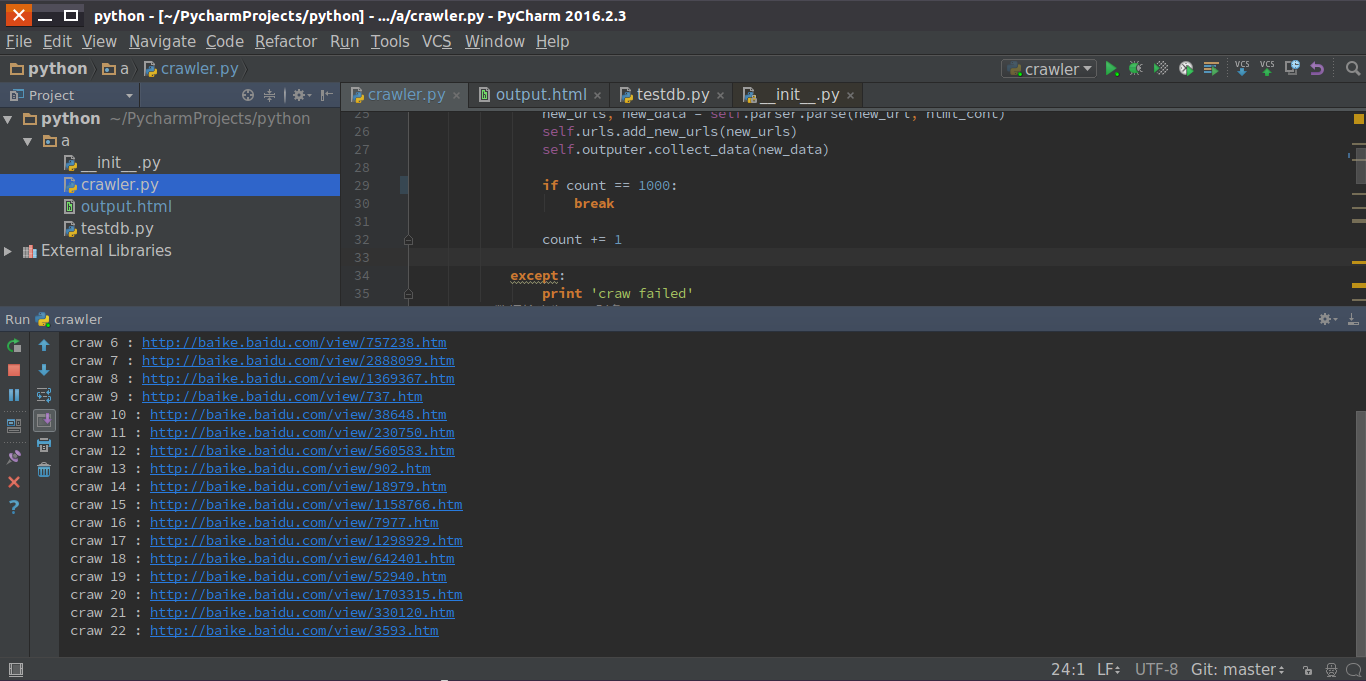 python - [~/PycharmProjects/python] - .../a/crawler.py - PyCharm 2016.2.3
File Edit View Navigate Code Refactor Run Tools VCS Window Help
python a crawler.py
crawler
VCS VCS
Project
crawler.py output.html testdb.py __init__.py
python ~/PycharmProjects/python
a
__init__.py
crawler.py
output.html
testdb.py
External Libraries
25 new_urls, new_data = self.parser.parse(new_url, html_cont)
26 self.urls.add_new_urls(new_urls)
27 self.outputer.collect_data(new_data)
28
29 if count == 1000:
30 break
31
32 count += 1
33
34 except:
35 print 'craw failed'
Run crawler
craw 6 : http://baike.baidu.com/view/757238.htm
craw 7 : http://baike.baidu.com/view/2888099.htm
craw 8 : http://baike.baidu.com/view/1369367.htm
craw 9 : http://baike.baidu.com/view/737.htm
craw 10 : http://baike.baidu.com/view/38648.htm
craw 11 : http://baike.baidu.com/view/230750.htm
craw 12 : http://baike.baidu.com/view/560583.htm
craw 13 : http://baike.baidu.com/view/902.htm
craw 14 : http://baike.baidu.com/view/18979.htm
craw 15 : http://baike.baidu.com/view/1158766.htm
craw 16 : http://baike.baidu.com/view/7977.htm
craw 17 : http://baike.baidu.com/view/1298929.htm
craw 18 : http://baike.baidu.com/view/642401.htm
craw 19 : http://baike.baidu.com/view/52940.htm
craw 20 : http://baike.baidu.com/view/1703315.htm
craw 21 : http://baike.baidu.com/view/330120.htm
craw 22 : http://baike.baidu.com/view/3593.htm
24:1 LF UTF-8 Git: master